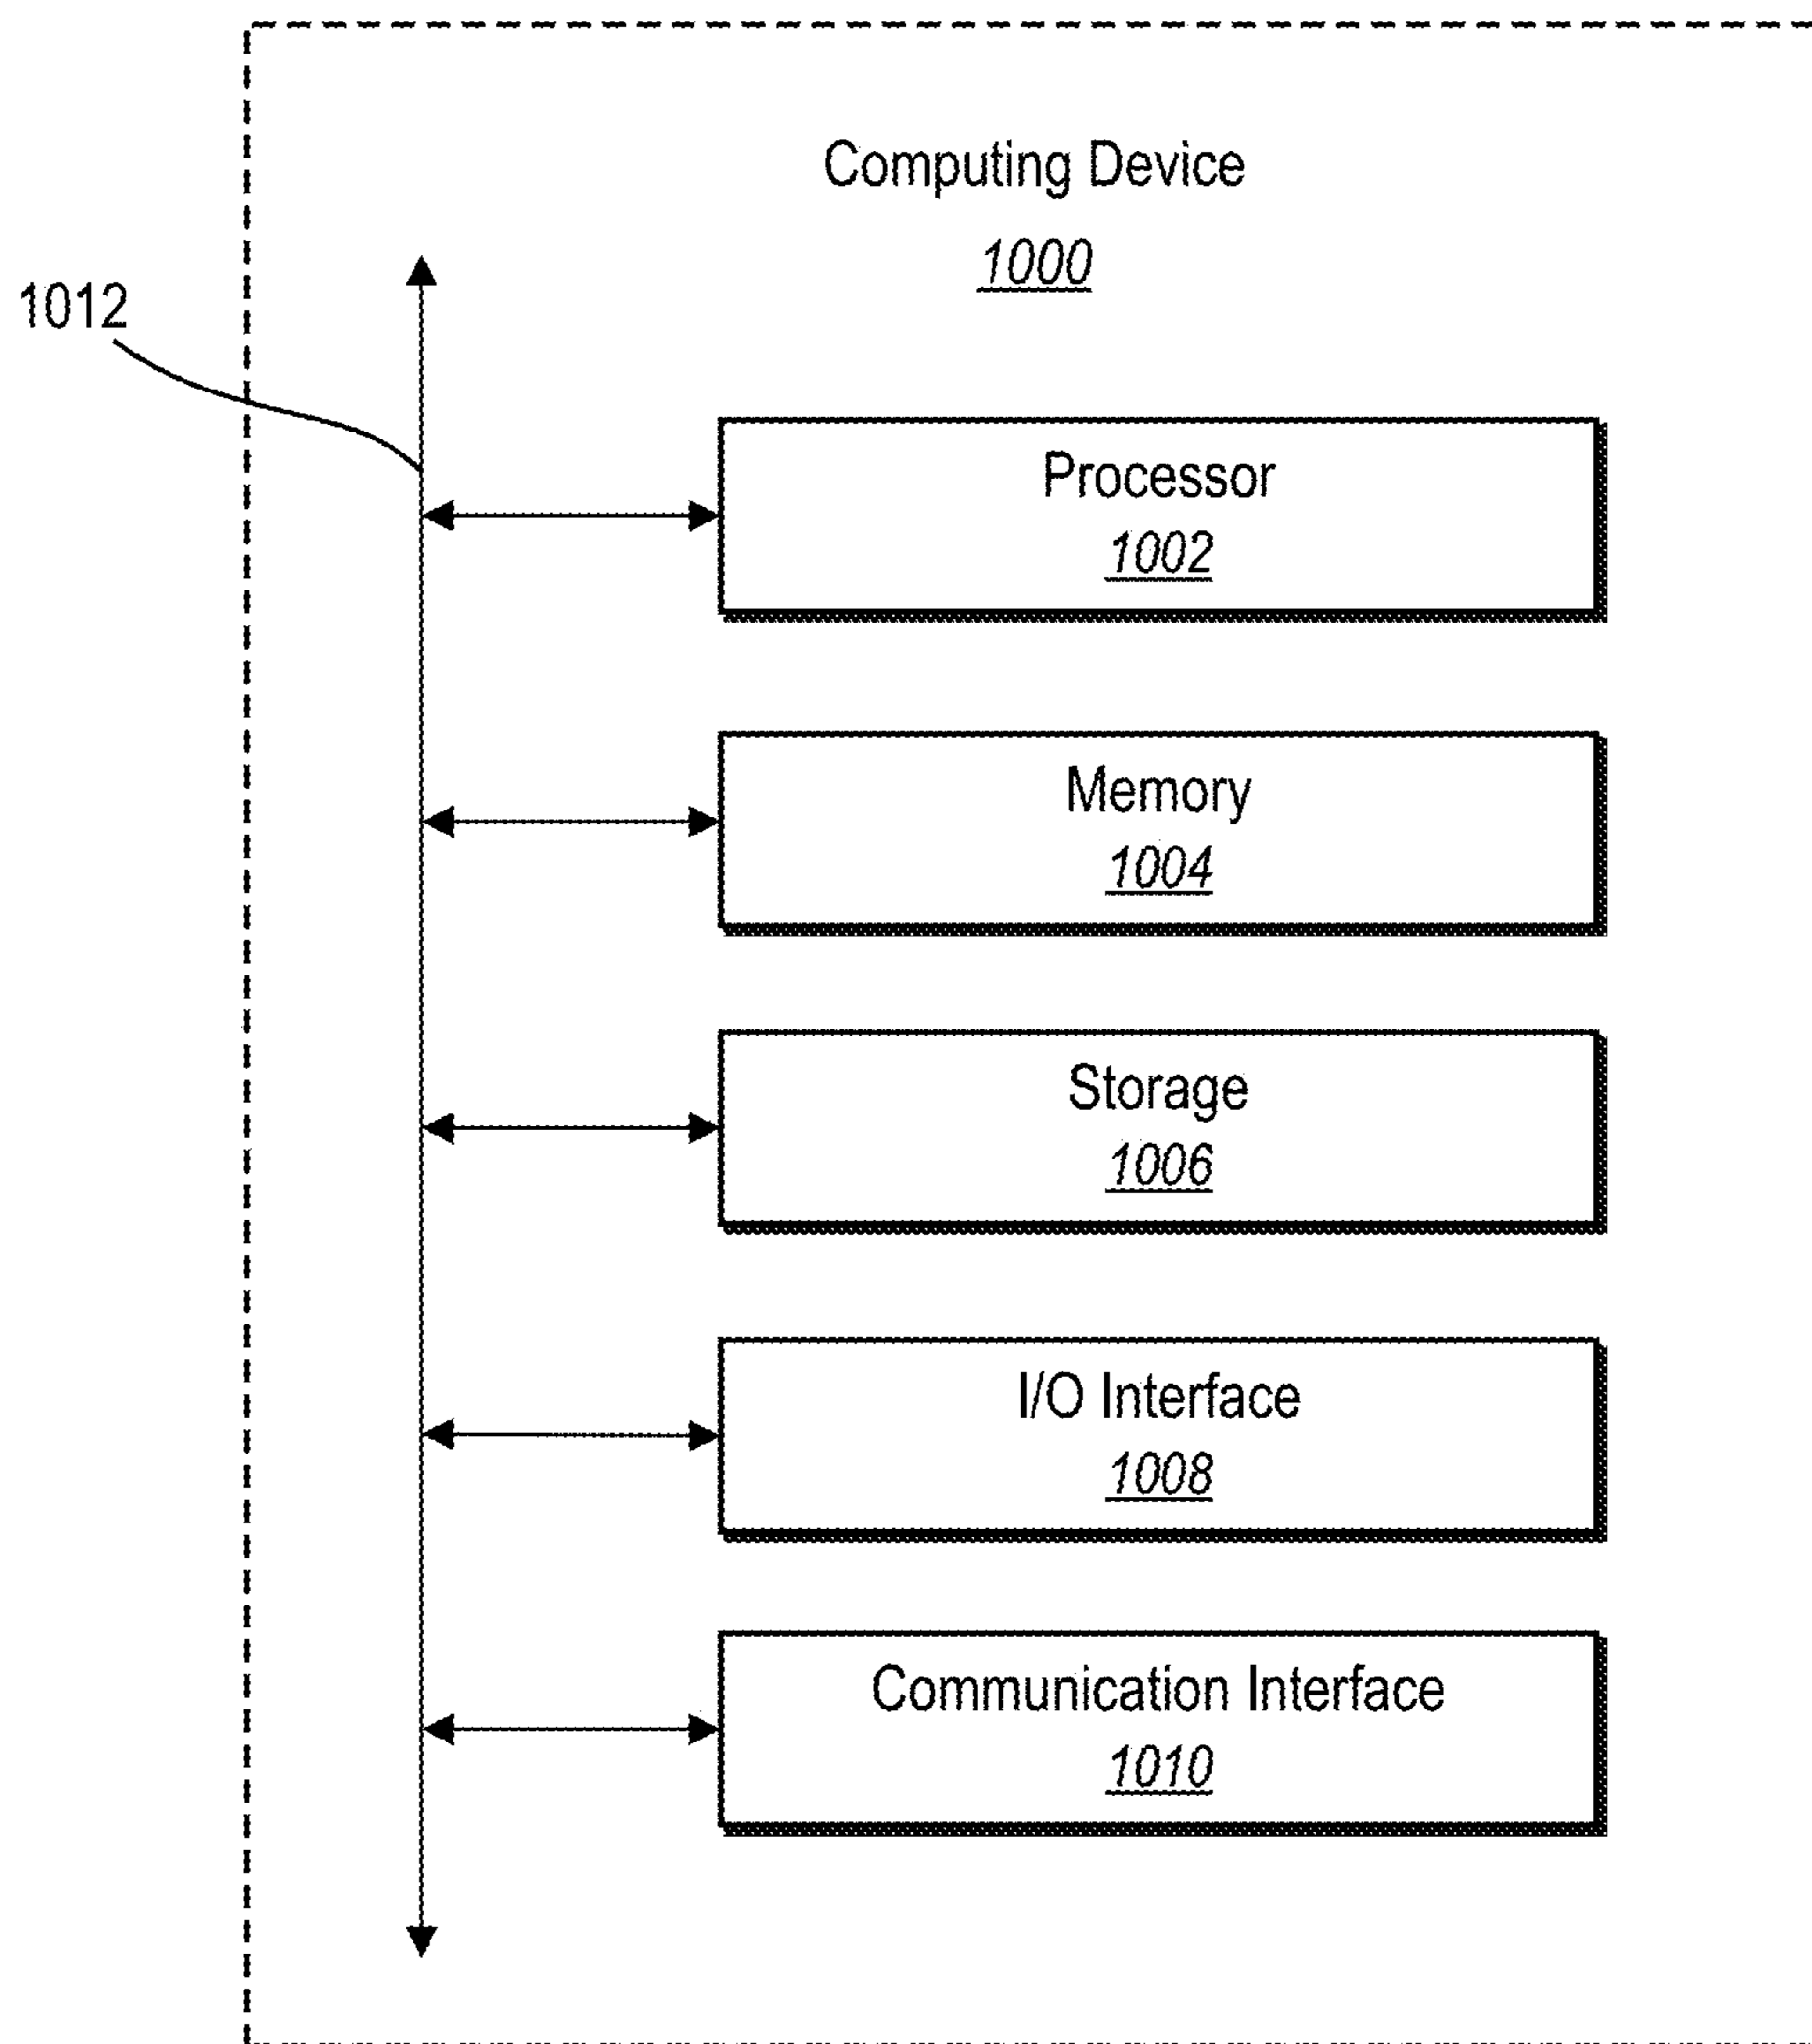 Computing Device
1000
1012
Processor
1002
Memory
1004
Storage
1006
I/O Interface
1008
Communication Interface
1010